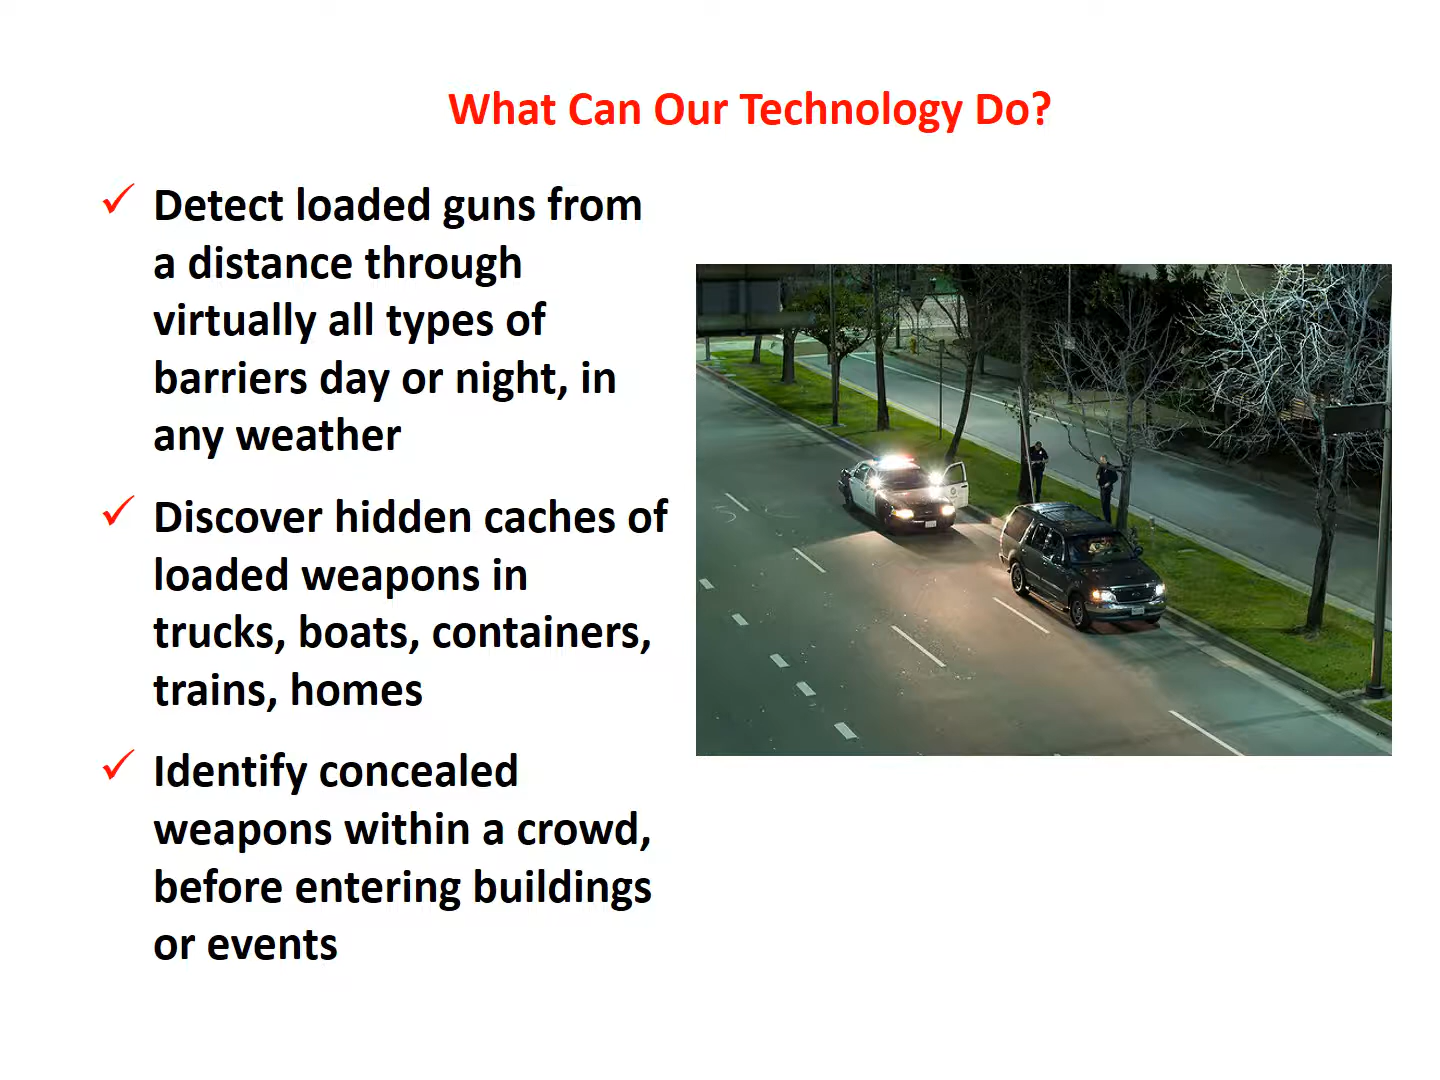 What Can Our Technology Do?
✓ Detect loaded guns from
a distance through
virtually all types of
barriers day or night, in
any weather
✓ Discover hidden caches of
loaded weapons in
trucks, boats, containers,
trains, homes
✓ Identify concealed
weapons within a crowd,
before entering buildings
or events